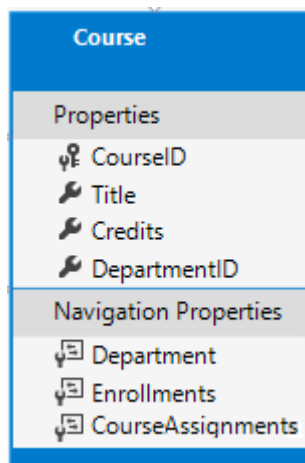 Course
Properties
CourseID
Title
Credits
DepartmentID
Navigation Properties
Department
Enrollments
CourseAssignments